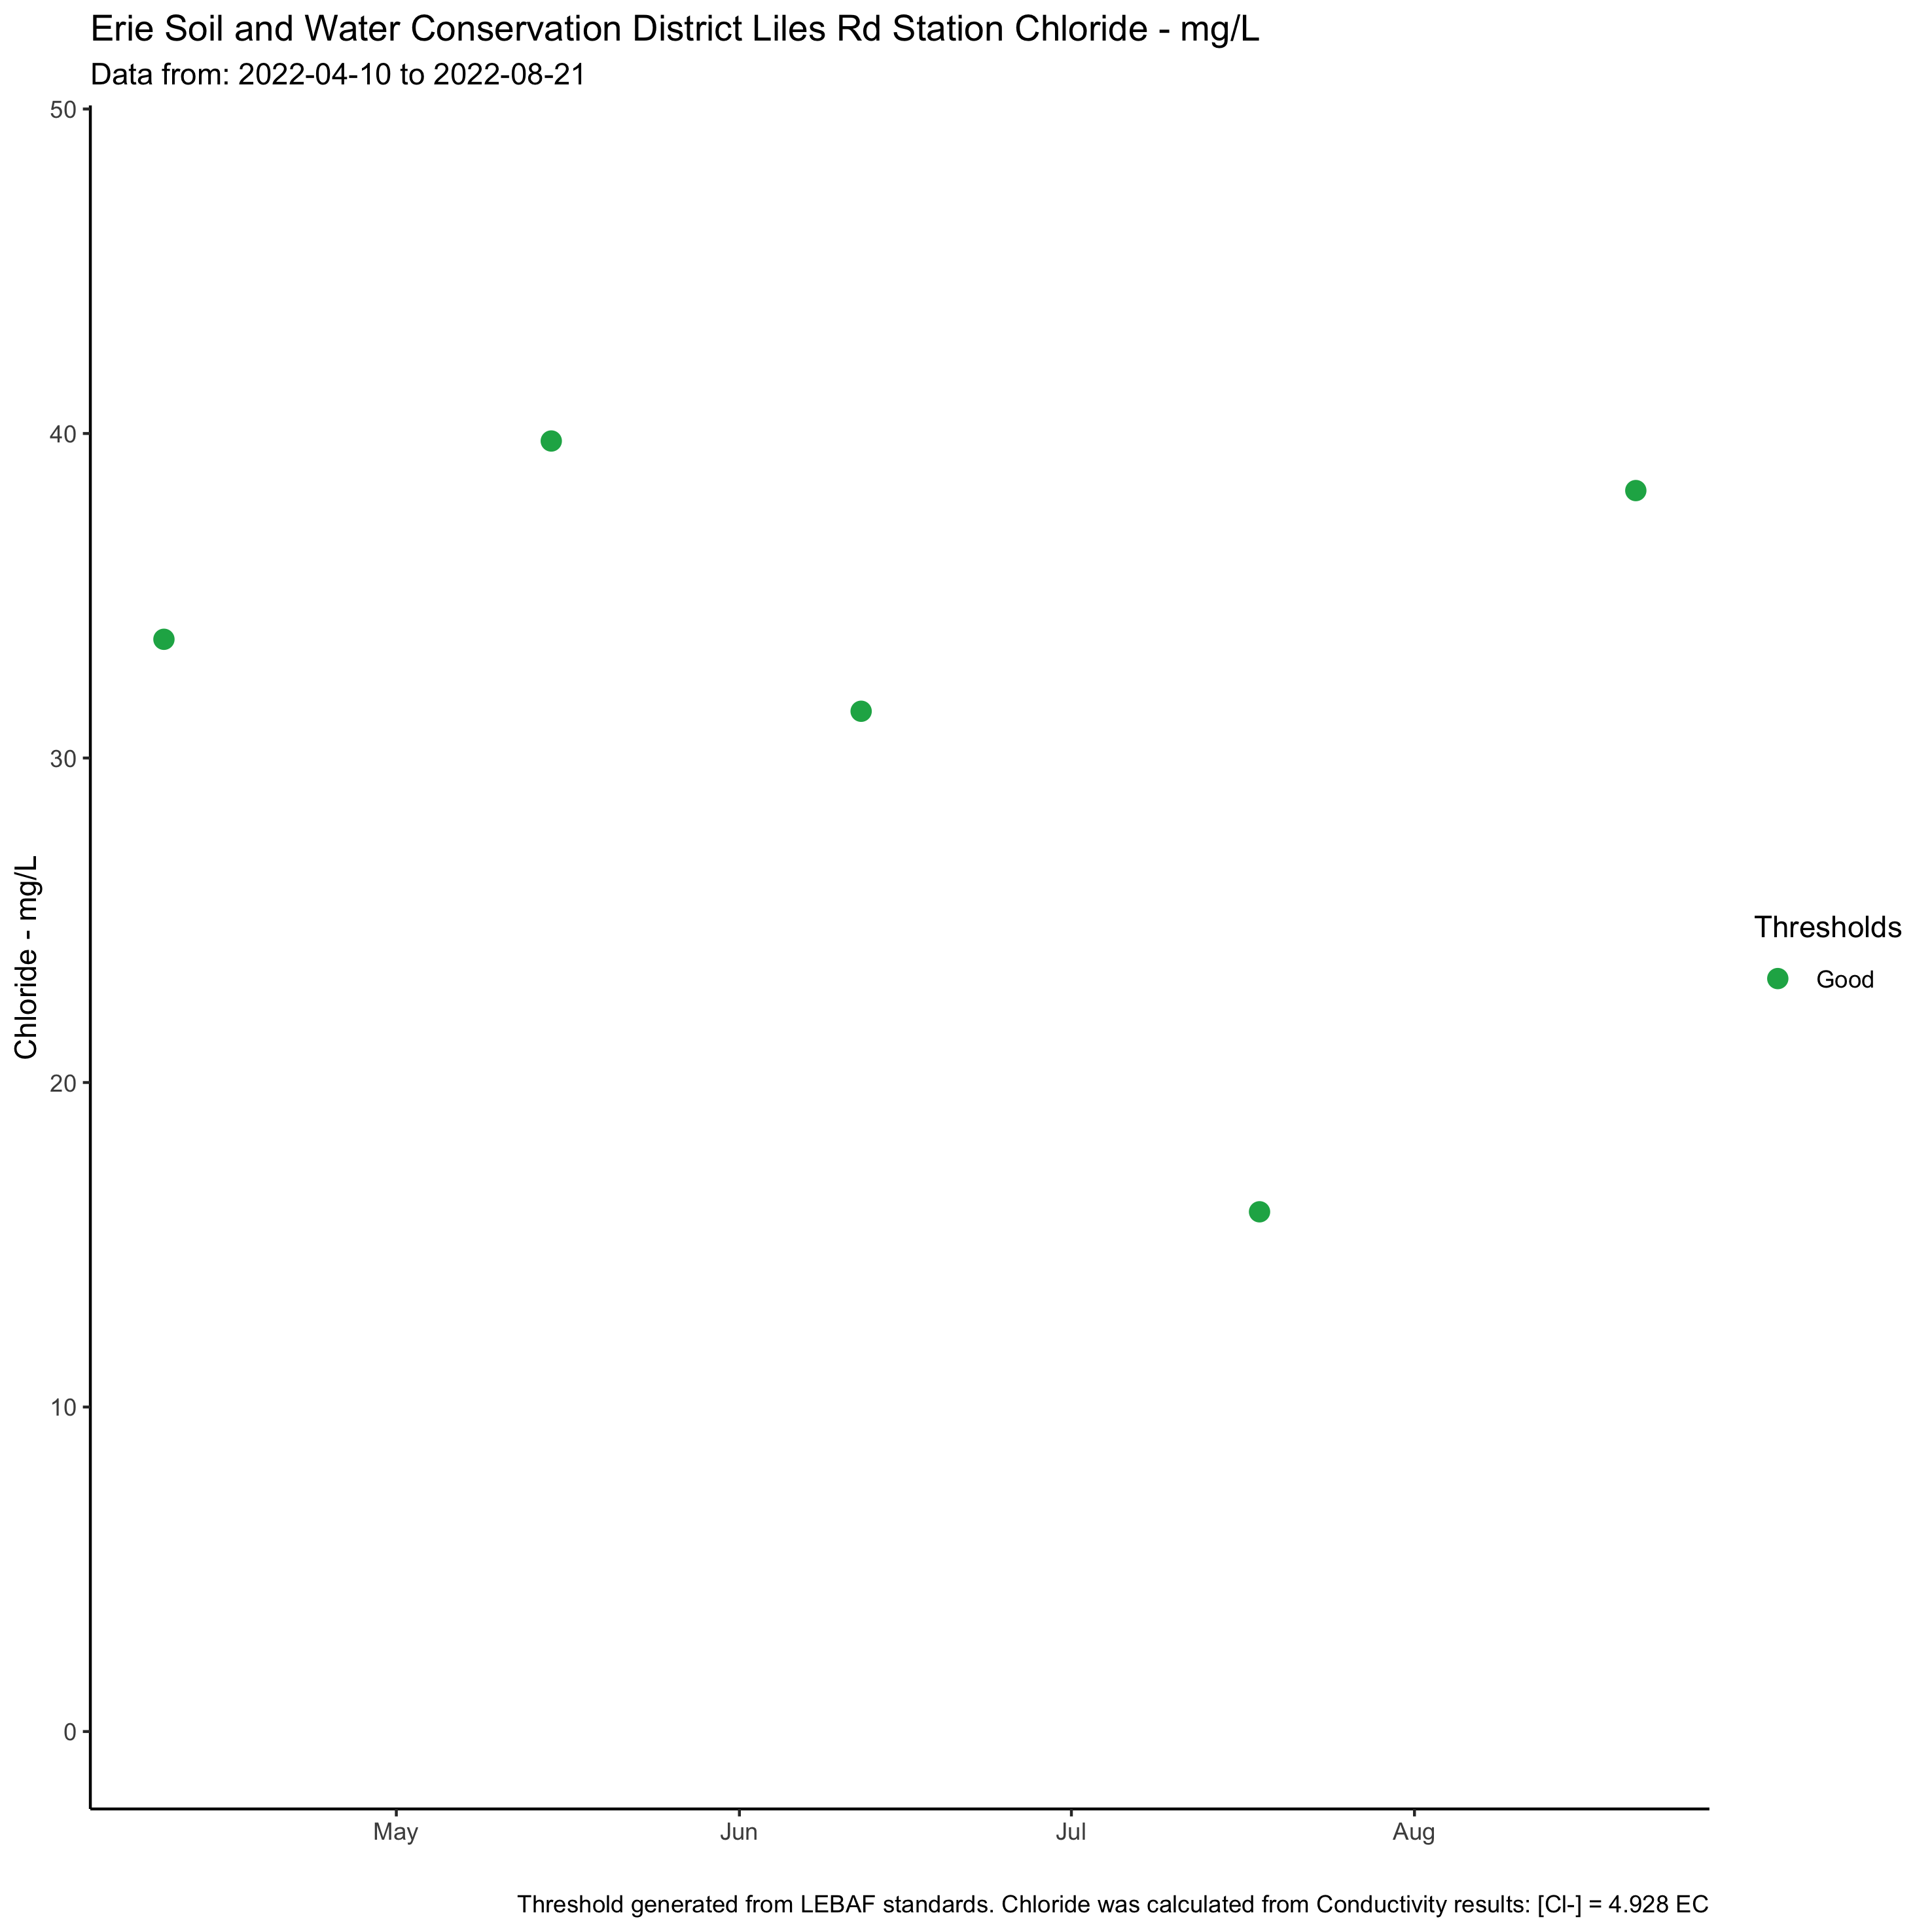 Erie Soil and Water Conservation District Liles Rd Station Chloride - mg/L
Data from: 2022-04-10 to 2022-08-21
50
40
30
20
10
0
Chloride - mg/L
May
Jun
Jul
Aug
Thresholds
Good
Threshold generated from LEBAF standards. Chloride was calculated from Conductivity results: [Cl-] = 4.928 EC